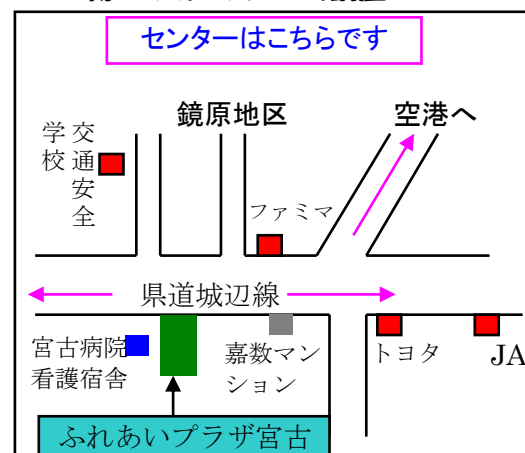 センターはこちらです
鏡原地区
空港へ
交通安全
学校
ファミマ
県道城辺線
宮古病院
看護宿舎
嘉数マン
ション
トヨタ
JA
ふれあいプラザ宮古